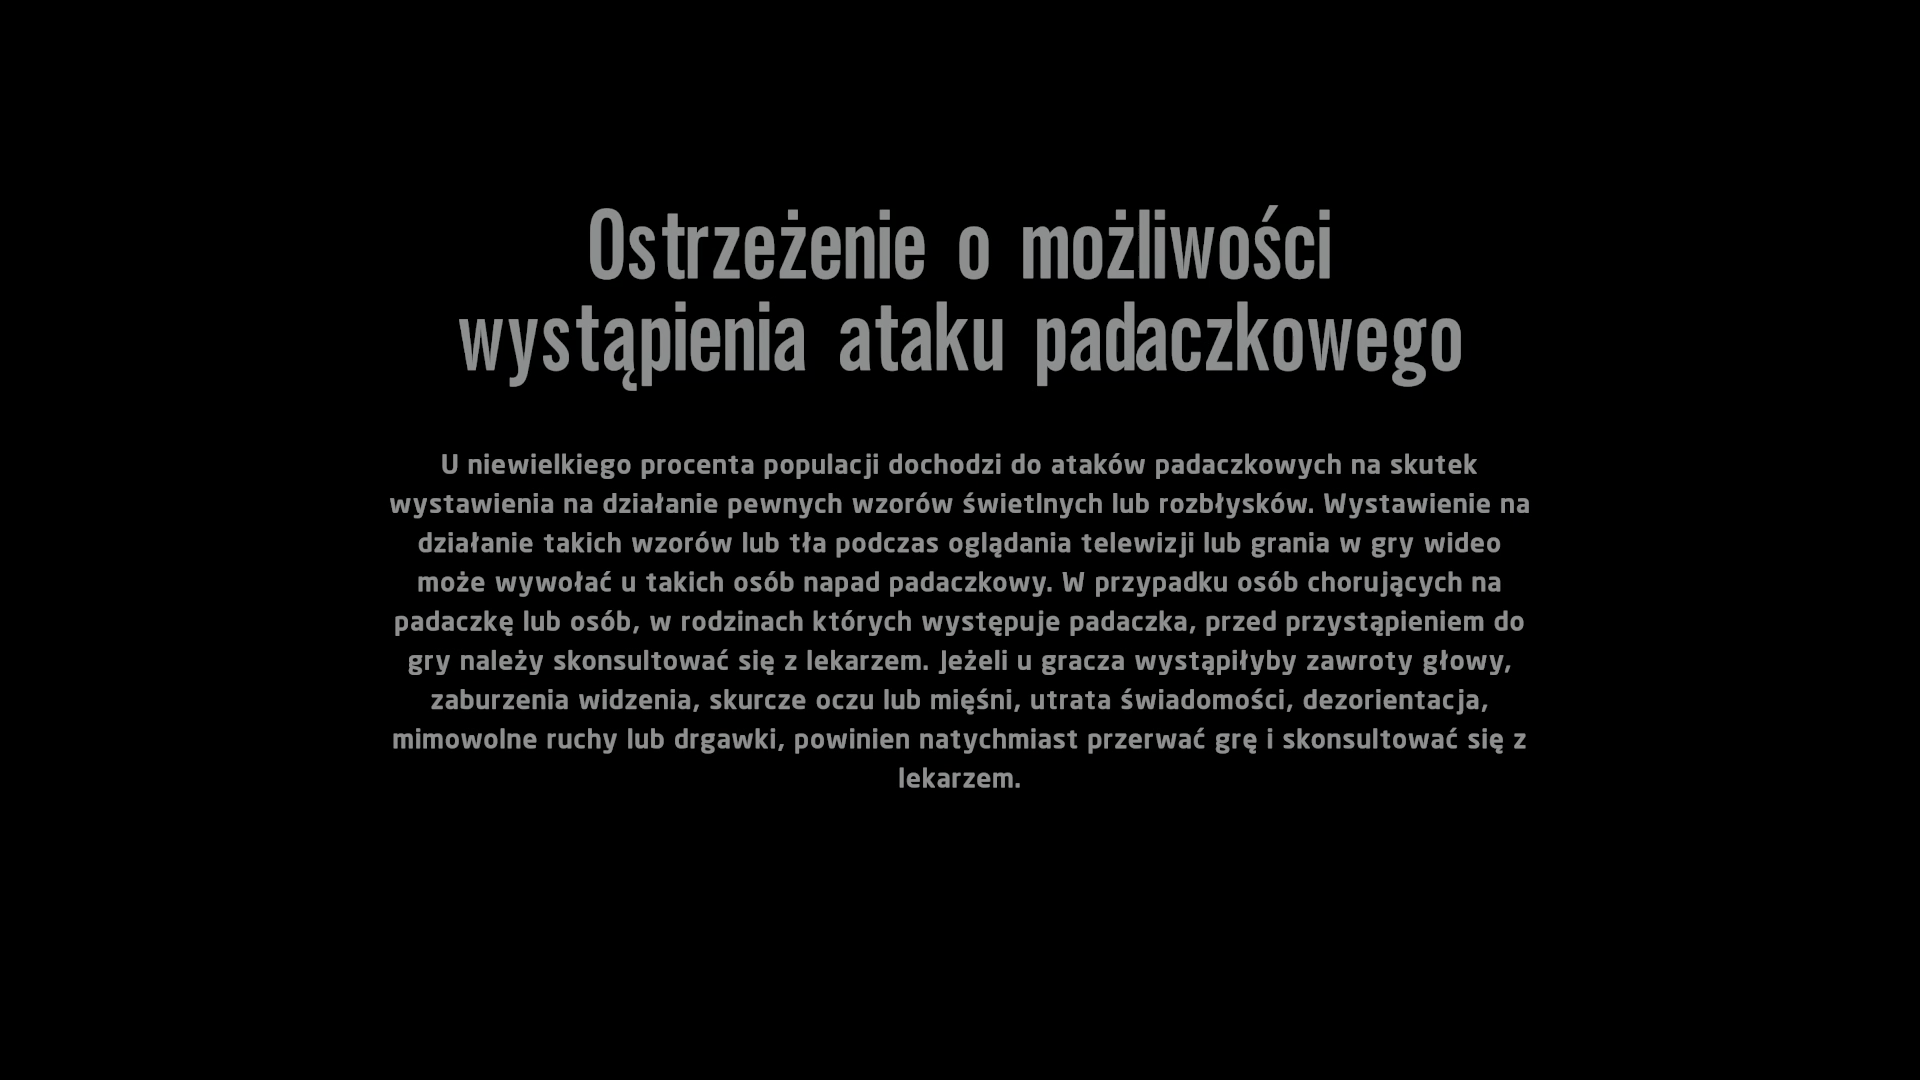 Ostrzeżenie o możliwości
wystąpienia ataku padaczkowego
U niewielkiego procenta populacji dochodzi do ataków padaczkowych na skutek
wystawienia na działanie pewnych wzorów świetlnych lub rozbłysków. Wystawienie na
działanie takich wzorów lub tła podczas oglądania telewizji lub grania w gry wideo
może wywołać u takich osób napad padaczkowy. W przypadku osób chorujących na
padaczkę lub osób, w rodzinach których występuje padaczka, przed przystąpieniem do
gry należy skonsultować się z lekarzem. Jeżeli u gracza wystąpiłyby zawroty głowy,
zaburzenia widzenia, skurcze oczu lub mięśni, utrata świadomości, dezorientacja,
mimowolne ruchy lub drgawki, powinien natychmiast przerwać grę i skonsultować się z
lekarzem.